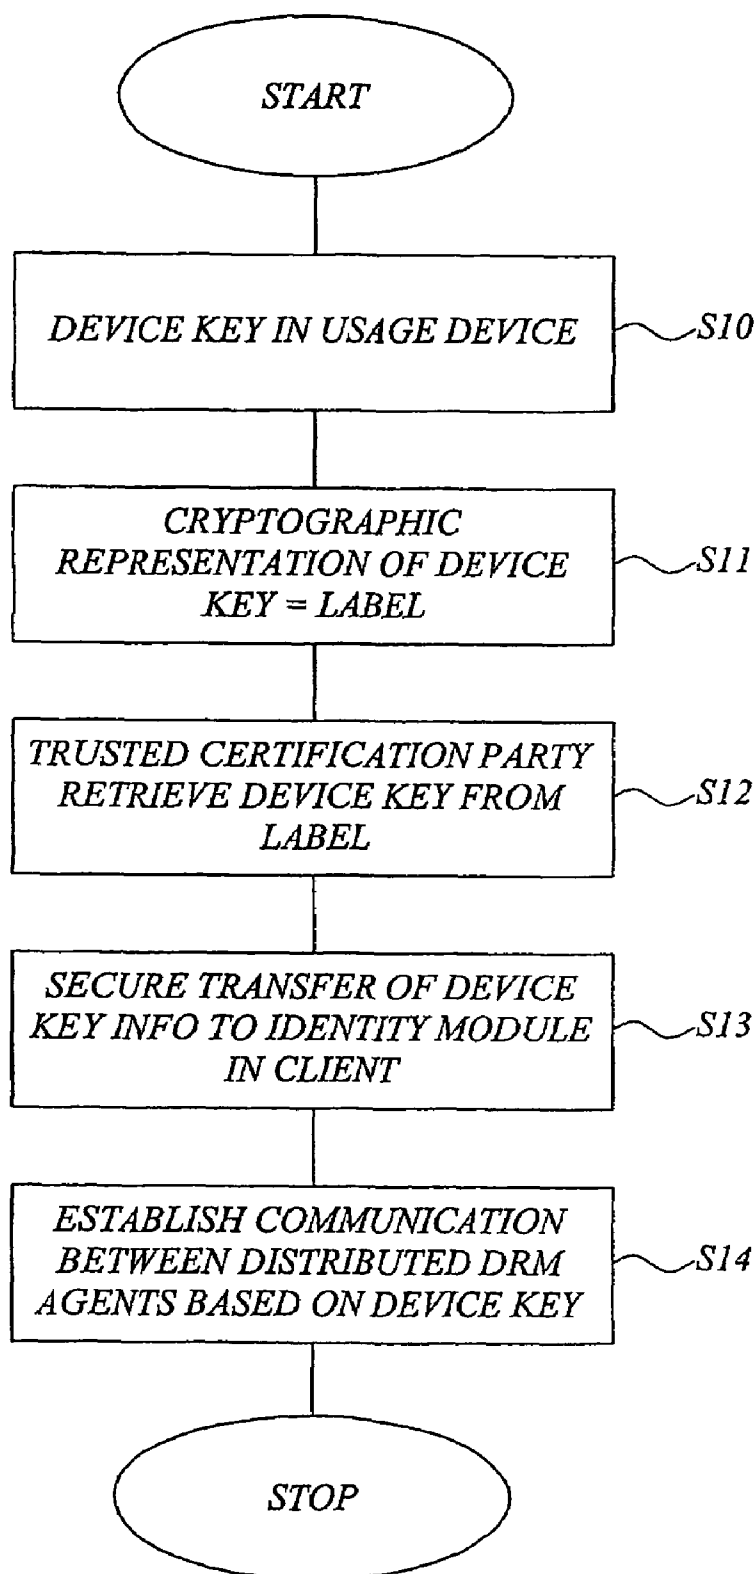 START
DEVICE KEY IN USAGE DEVICE
S10
CRYPTOGRAPHIC
REPRESENTATION OF DEVICE
KEY = LABEL
S11
TRUSTED CERTIFICATION PARTY
RETRIEVE DEVICE KEY FROM
LABEL
S12
SECURE TRANSFER OF DEVICE
KEY INFO TO IDENTITY MODULE
IN CLIENT
S13
ESTABLISH COMMUNICATION
BETWEEN DISTRIBUTED DRM
AGENTS BASED ON DEVICE KEY
S14
STOP